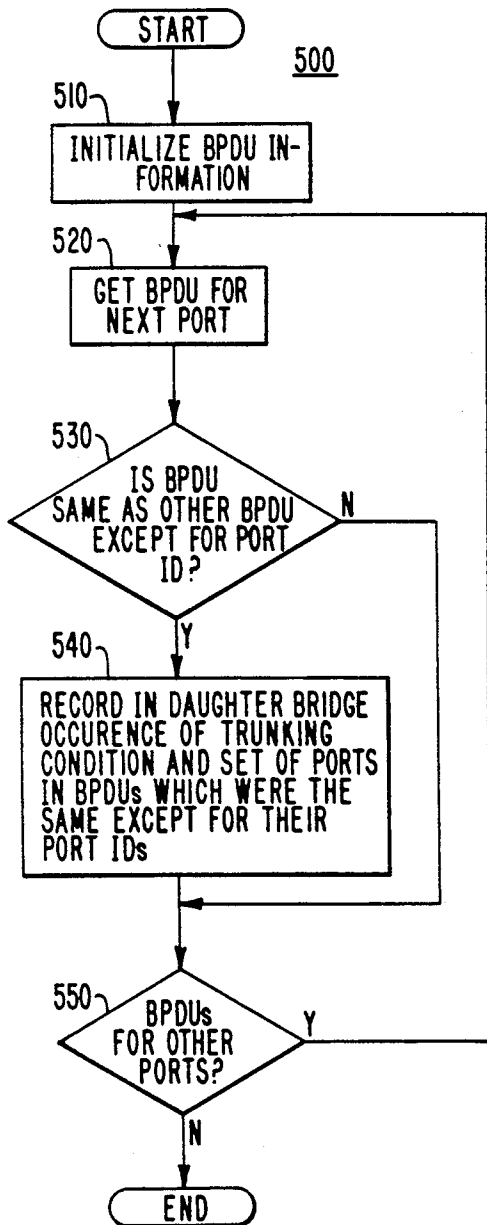 START
500
510
INITIALIZE BPDU IN-
FORMATION
520
GET BPDU FOR
NEXT PORT
530
IS BPDU
SAME AS OTHER BPDU
EXCEPT FOR PORT
ID?
N
Y
540
RECORD IN DAUGHTER BRIDGE
OCCURENCE OF TRUNKING
CONDITION AND SET OF PORTS
IN BPDUs WHICH WERE THE
SAME EXCEPT FOR THEIR
PORT IDs
550
BPDUs
FOR OTHER
PORTS?
Y
N
END